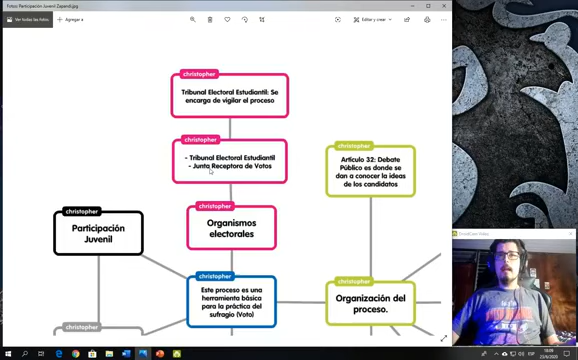 Fotos: Participación Juvenil Zapandi.jpg
Ver todas las fotos
Agregar a
Editar y crear
christopher
Tribunal Electoral Estudiantil: Se
encarga de vigilar el proceso
christopher
- Tribunal Electoral Estudiantil
- Junta Receptora de Votos
christopher
Articulo 32: Debate
Público es donde se
dan a conocer la ideas
de los candidatos
christopher
Participación
Juvenil
christopher
Organismos
electorales
christopher
Este proceso es una
herramienta básica
para la práctica del
sufragio (Voto)
christopher
Organización del
proceso.
christopher
ESP